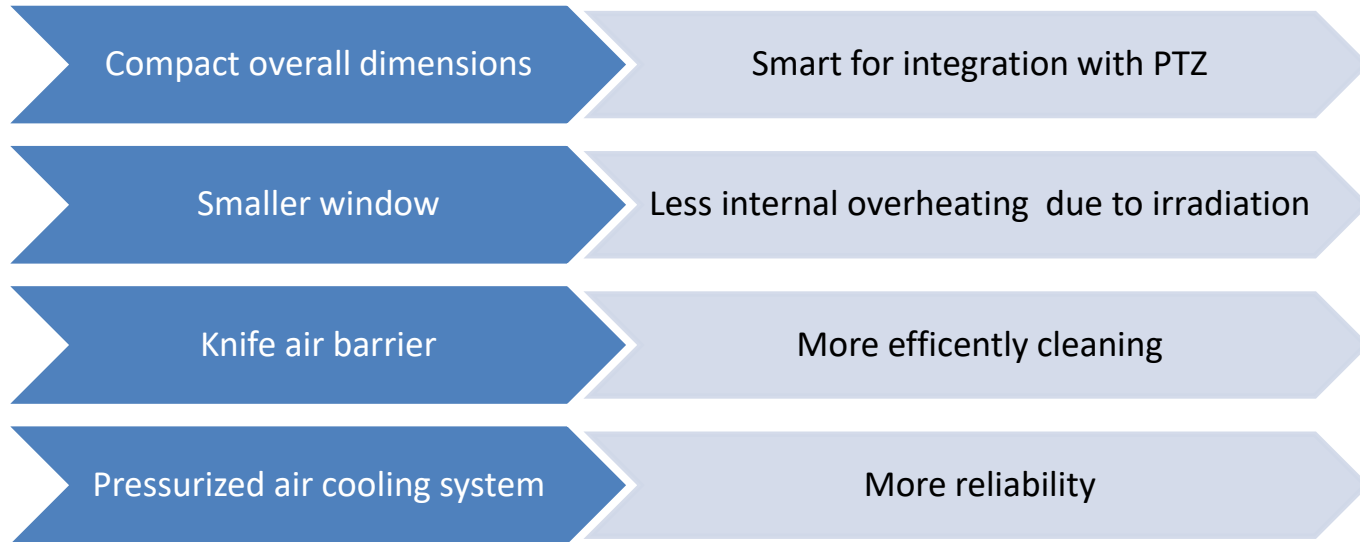 Compact overall dimensions
Smart for integration with PTZ
Smaller window
Less internal overheating  due to irradiation
Knife air barrier
More efficently cleaning
Pressurized air cooling system
More reliability